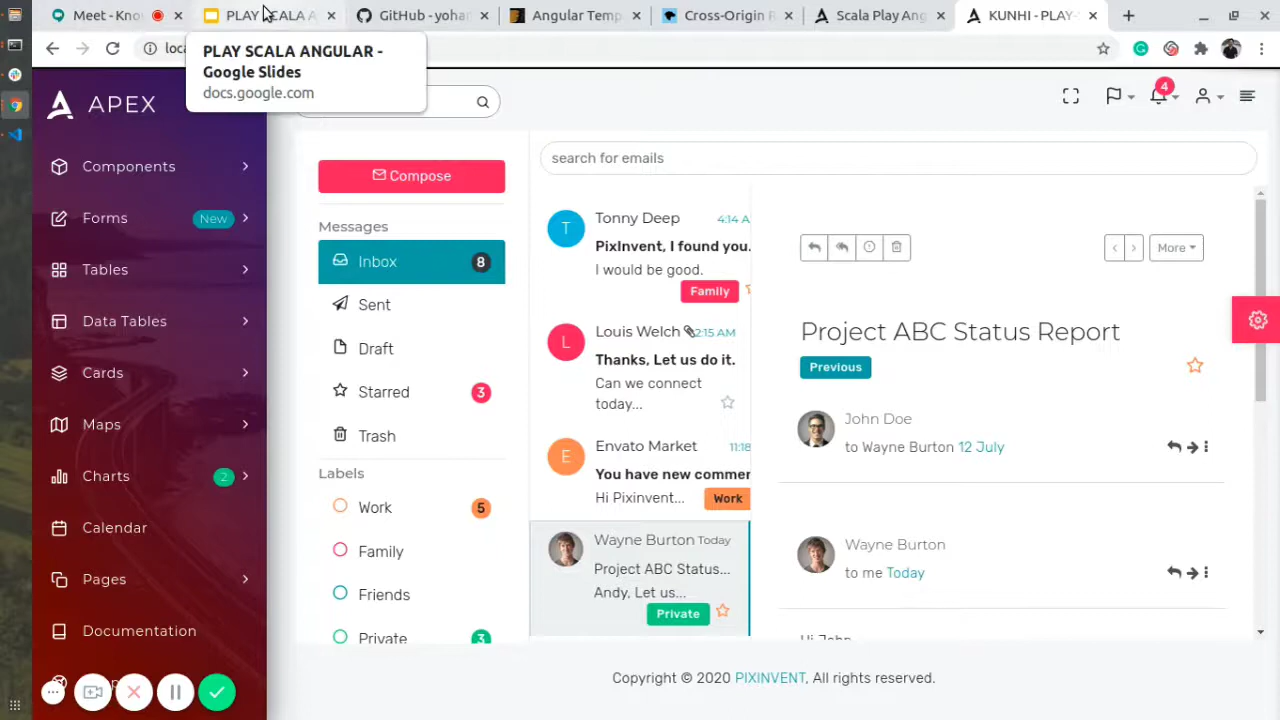 Meet - Kno
PLAY SCALA A
GitHub - yohan
Angular Temp
Cross-Origin R
Scala Play Ang
KUNHI - PLAY-
loca
PLAY SCALA ANGULAR -
Google Slides
docs.google.com
APEX
4
Components
Forms
New
Tables
Data Tables
Cards
Maps
Charts
2
Calendar
Pages
Documentation
Compose
Messages
Inbox
8
Sent
Draft
Starred
3
Trash
Labels
Work
5
Family
Friends
Private
3
search for emails
T
Tonny Deep
4:14 A
PixInvent, I found you.
I would be good.
Family
L
Louis Welch
2:15 AM
Thanks, Let us do it.
Can we connect
today...
E
Envato Market
11:18
You have new commer
Hi Pixinvent...
Work
Wayne Burton
Today
Project ABC Status...
Andy, Let us...
Private
More
Project ABC Status Report
Previous
John Doe
to Wayne Burton 12 July
Wayne Burton
to me Today
Hi John
Copyright © 2020 PIXINVENT, All rights reserved.